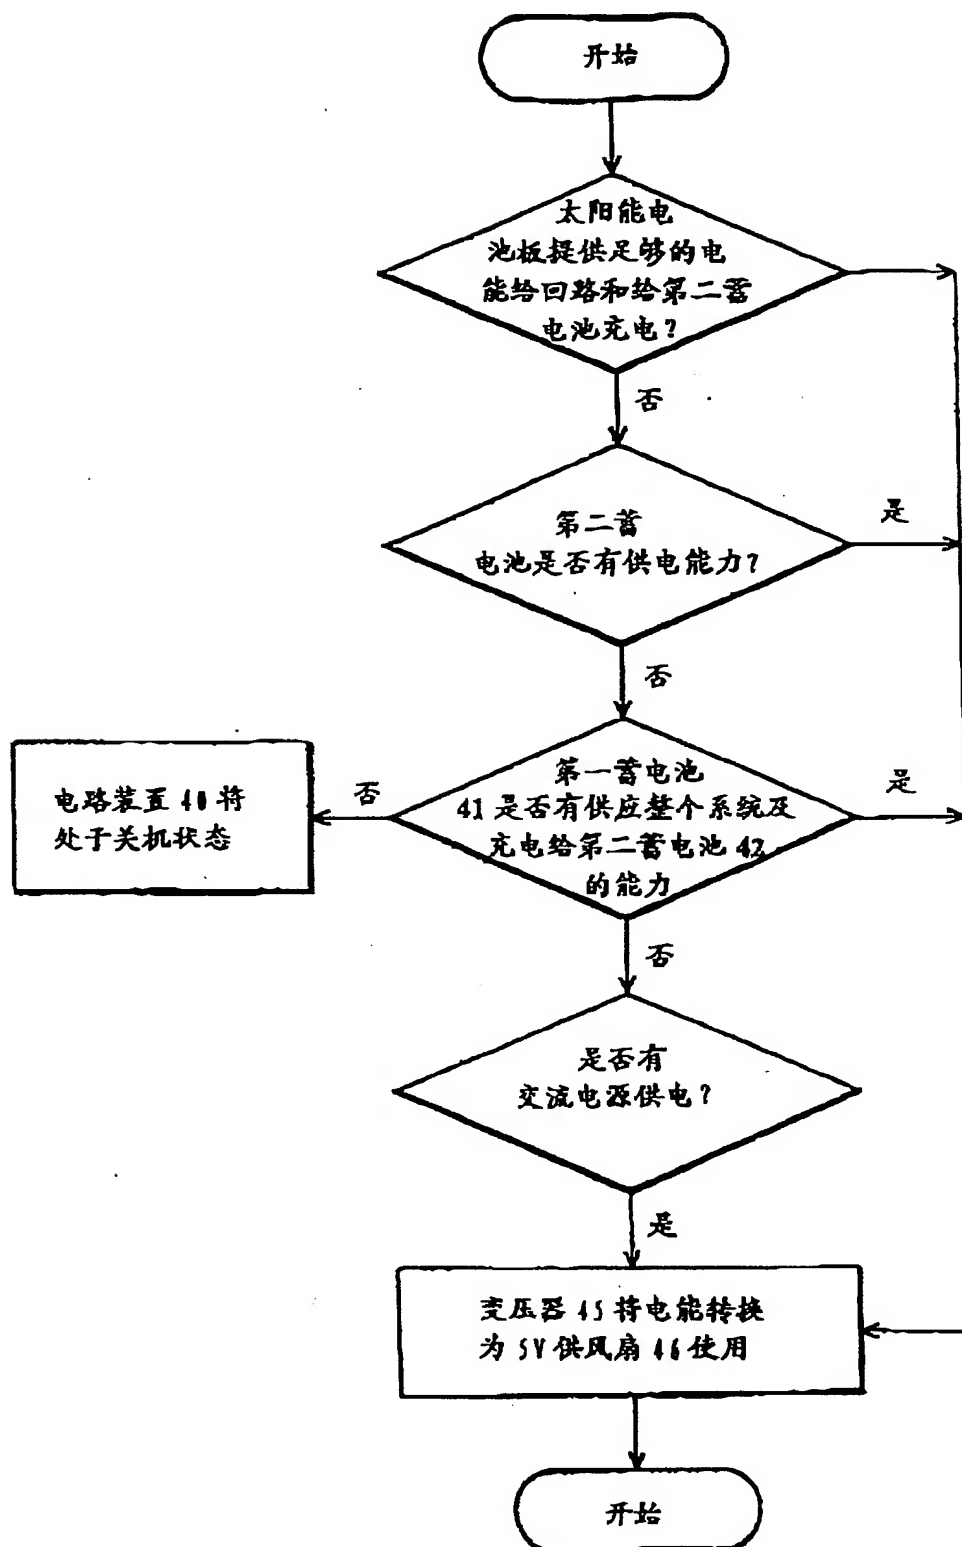 开始
太阳能电
池板提供足够的电
能给回路和给第二蓄
电池充电？
否
第二蓄
电池是否有供电能力？
是
否
第一蓄电池
41是否有供应整个系统及
充电给第二蓄电池42
的能力
是
否
电路装置40将
处于关机状态
否
是否有
交流电源供电？
是
变压器45将电能转换
为5V供风扇46使用
开始